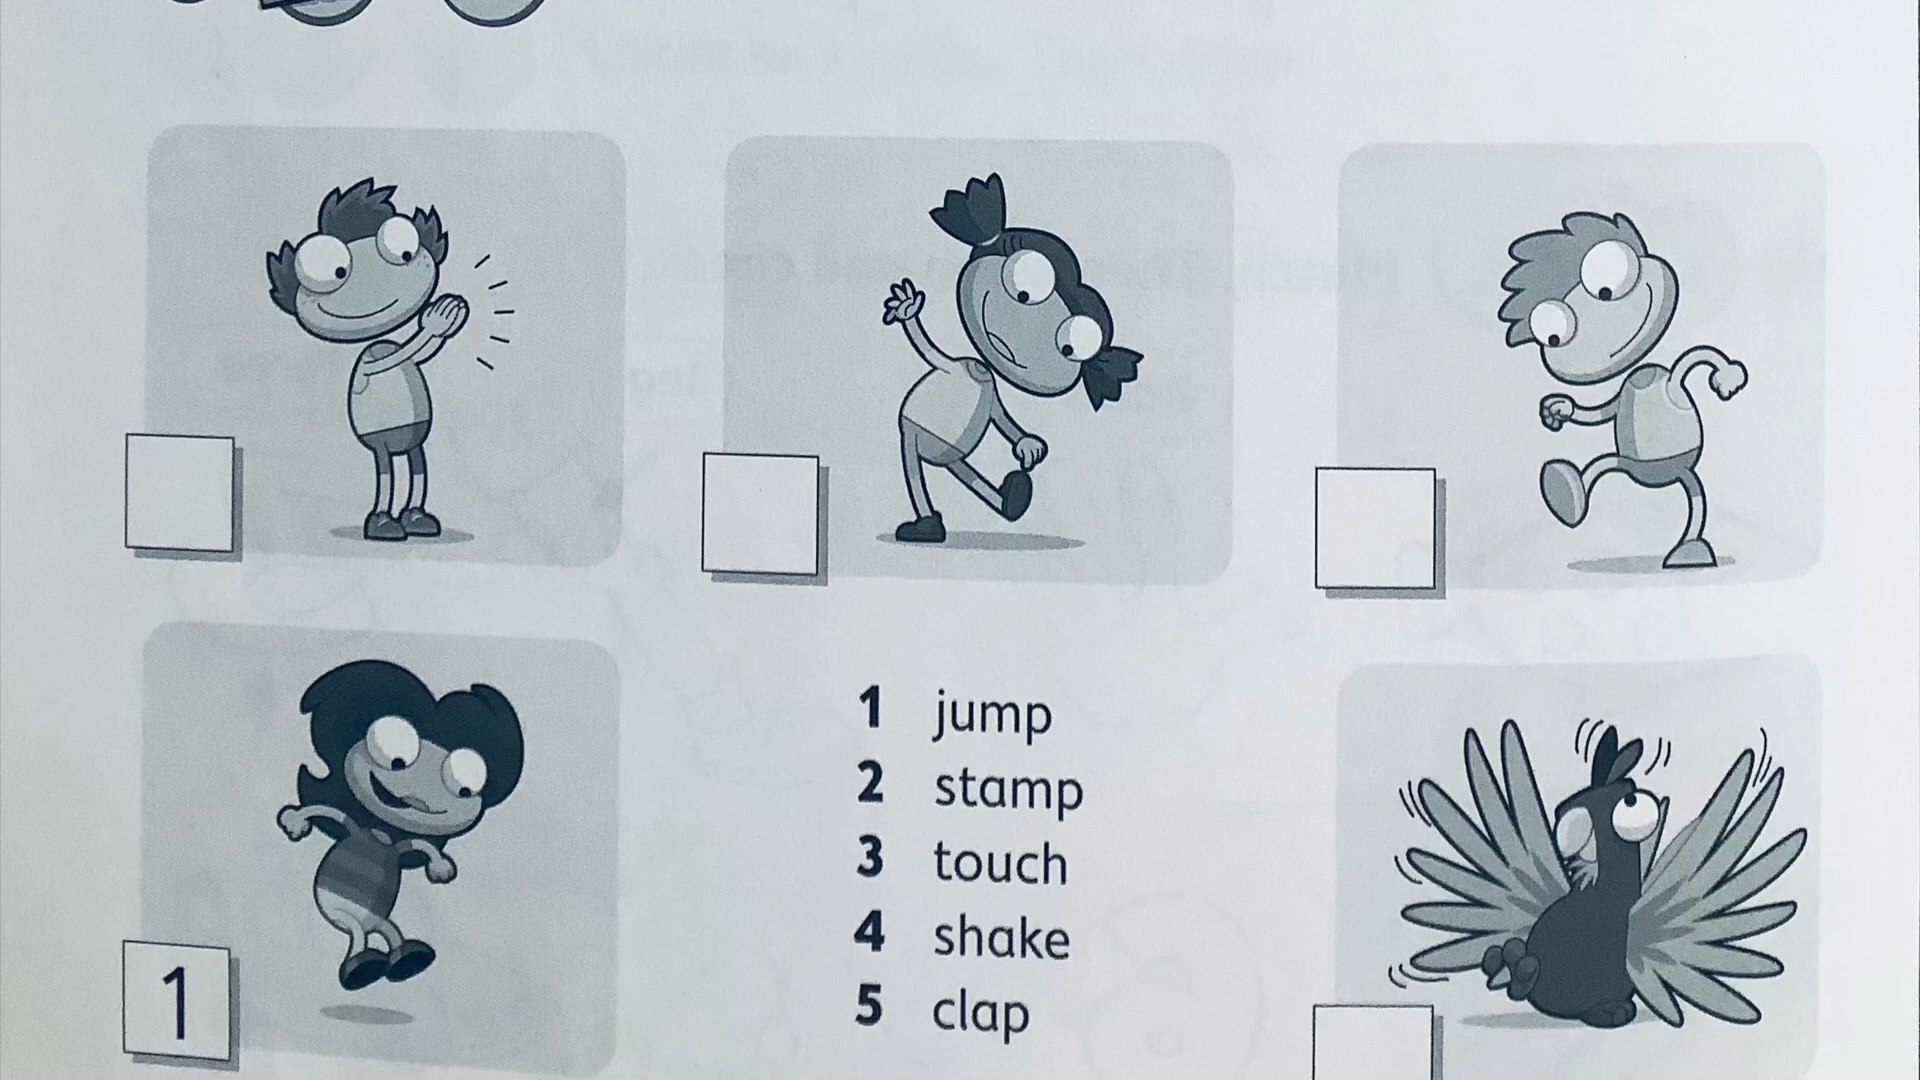 1 jump
2 stamp
3 touch
4 shake
5 clap
1